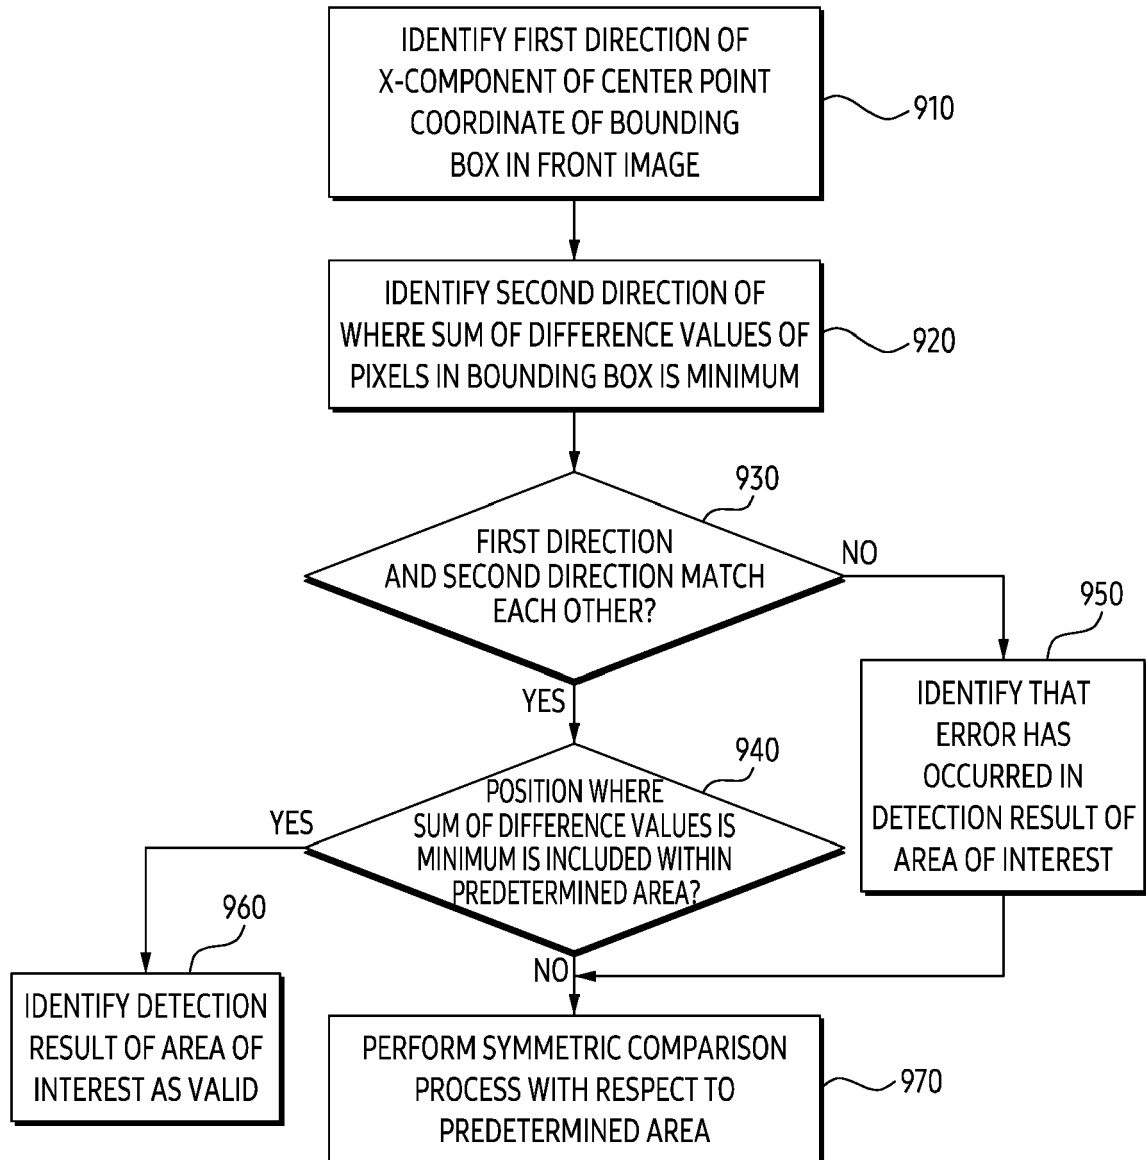 IDENTIFY FIRST DIRECTION OF
X-COMPONENT OF CENTER POINT
COORDINATE OF BOUNDING
BOX IN FRONT IMAGE
910
IDENTIFY SECOND DIRECTION OF
WHERE SUM OF DIFFERENCE VALUES OF
PIXELS IN BOUNDING BOX IS MINIMUM
920
930
FIRST DIRECTION
AND SECOND DIRECTION MATCH
EACH OTHER?
NO
YES
950
IDENTIFY THAT
ERROR HAS
OCCURRED IN
DETECTION RESULT OF
AREA OF INTEREST
940
POSITION WHERE
SUM OF DIFFERENCE VALUES IS
MINIMUM IS INCLUDED WITHIN
PREDETERMINED AREA?
YES
NO
960
IDENTIFY DETECTION
RESULT OF AREA OF
INTEREST AS VALID
PERFORM SYMMETRIC COMPARISON
PROCESS WITH RESPECT TO
PREDETERMINED AREA
970